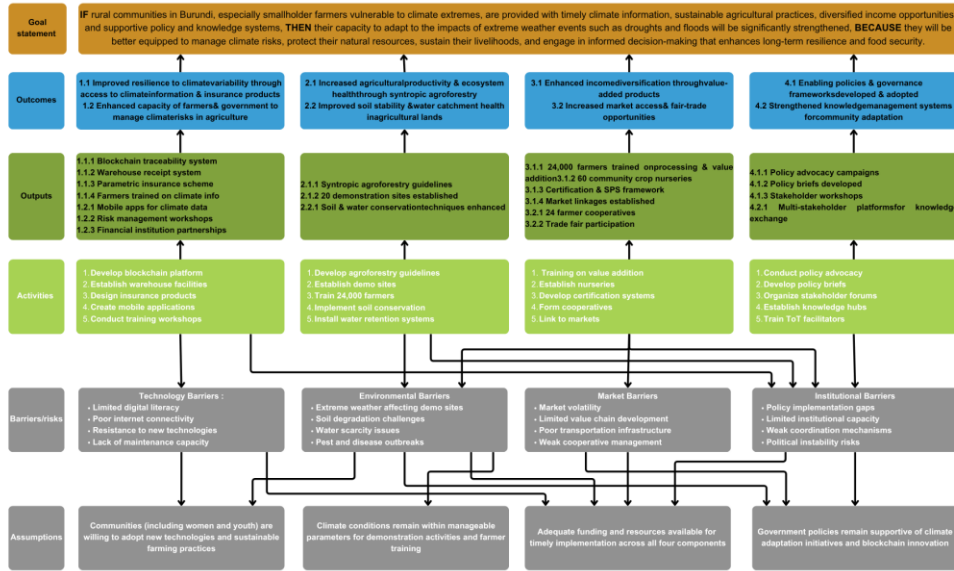 Goal statement
IF rural communities in Burundi, especially smallholder farmers vulnerable to climate extremes, are provided with timely climate information, sustainable agricultural practices, diversified income opportunities
and supportive policy and knowledge systems, THEN their capacity to adapt to the impacts of extreme weather events such as droughts and floods will be significantly strengthened, BECAUSE they will be
better equipped to manage climate risks, protect their natural resources, sustain their livelihoods, and engage in informed decision-making that enhances long-term resilience and food security.
Outcomes
1.1 Improved resilience to climatevariability through
access to climateinformation & insurance products
1.2 Enhanced capacity of farmers& government to
manage climaterisks in agriculture
2.1 Increased agriculturalproductivity & ecosystem
healththrough syntropic agroforestry
2.2 Improved soil stability &water catchment health
inagricultural lands
3.1 Enhanced incomediversification throughvalue-
added products
3.2 Increased market access& fair-trade
opportunities
4.1 Enabling policies & governance
frameworksdeveloped & adopted
4.2 Strengthened knowledgemanagement systems
forcommunity adaptation
Outputs
1.1.1 Blockchain traceability system
1.1.2 Warehouse receipt system
1.1.3 Parametric insurance scheme
1.1.4 Farmers trained on climate info
1.2.1 Mobile apps for climate data
1.2.2 Risk management workshops
1.2.3 Financial institution partnerships
2.1.1 Syntropic agroforestry guidelines
2.1.2 20 demonstration sites established
2.2.1 Soil & water conservationtechniques enhanced
3.1.1 24,000 farmers trained onprocessing & value
addition3.1.2 60 community crop nurseries
3.1.3 Certification & SPS framework
3.1.4 Market linkages established
3.2.1 24 farmer cooperatives
3.2.2 Trade fair participation
4.1.1 Policy advocacy campaigns
4.1.2 Policy briefs developed
4.1.3 Stakeholder workshops
4.2.1 Multi-stakeholder platformsfor knowledge
exchange
Activities
1. Develop blockchain platform
2. Establish warehouse facilities
3. Design insurance products
4. Create mobile applications
5. Conduct training workshops
1. Develop agroforestry guidelines
2. Establish demo sites
3. Train 24,000 farmers
4. Implement soil conservation
5. Install water retention systems
1. Training on value addition
2. Establish nurseries
3. Develop certification systems
4. Form cooperatives
5. Link to markets
1. Conduct policy advocacy
2. Develop policy briefs
3. Organize stakeholder forums
4. Establish knowledge hubs
5. Train ToT facilitators
Barriers/risks
Technology Barriers :
• Limited digital literacy
• Poor internet connectivity
• Resistance to new technologies
• Lack of maintenance capacity
Environmental Barriers
• Extreme weather affecting demo sites
• Soil degradation challenges
• Water scarcity issues
• Pest and disease outbreaks
Market Barriers
• Market volatility
• Limited value chain development
• Poor transportation infrastructure
• Weak cooperative management
Institutional Barriers
• Policy implementation gaps
• Limited institutional capacity
• Weak coordination mechanisms
• Political instability risks
Assumptions
Communities (including women and youth) are
willing to adopt new technologies and sustainable
farming practices
Climate conditions remain within manageable
parameters for demonstration activities and farmer
training
Adequate funding and resources available for
timely implementation across all four components
Government policies remain supportive of climate
adaptation initiatives and blockchain innovation